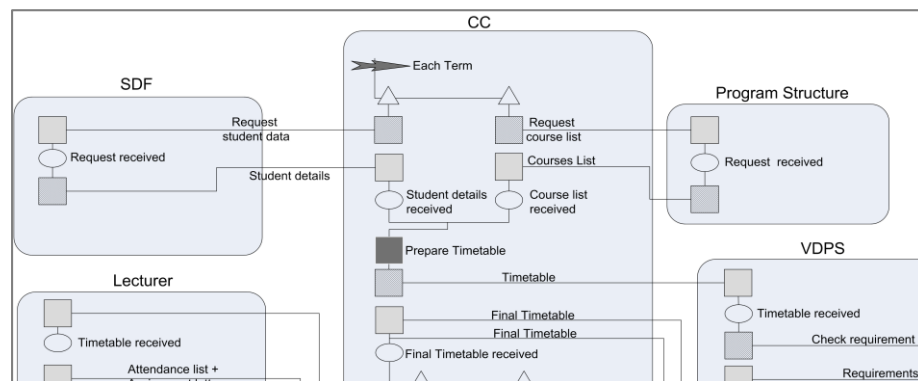 CC
Each Term
SDF
Program Structure
Request
student data
Request
course list
Request received
Request  received
Courses List
Student details
Student details
received
Course list
received
Prepare Timetable
VDPS
Lecturer
Timetable
Final Timetable
Timetable received
Final Timetable
Timetable received
Check requirement
Final Timetable received
Attendance list +
Requirements